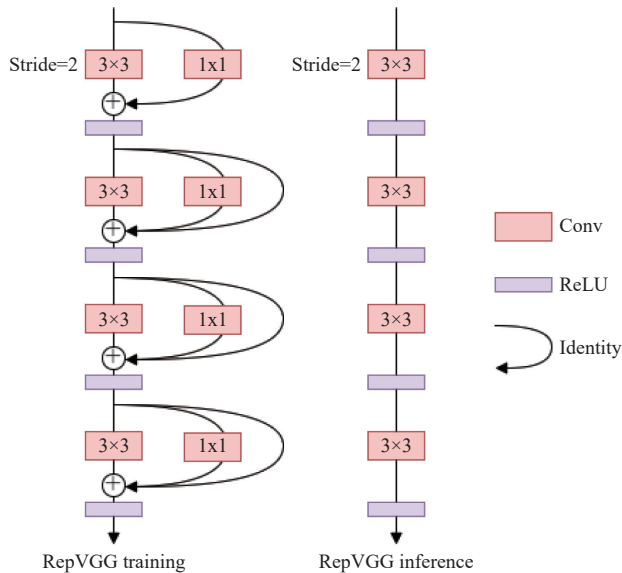 Stride=2
3×3
1x1
3×3
1x1
3×3
1x1
3×3
1x1
RepVGG training
Stride=2
3×3
3×3
3×3
3×3
RepVGG inference
Conv
ReLU
Identity